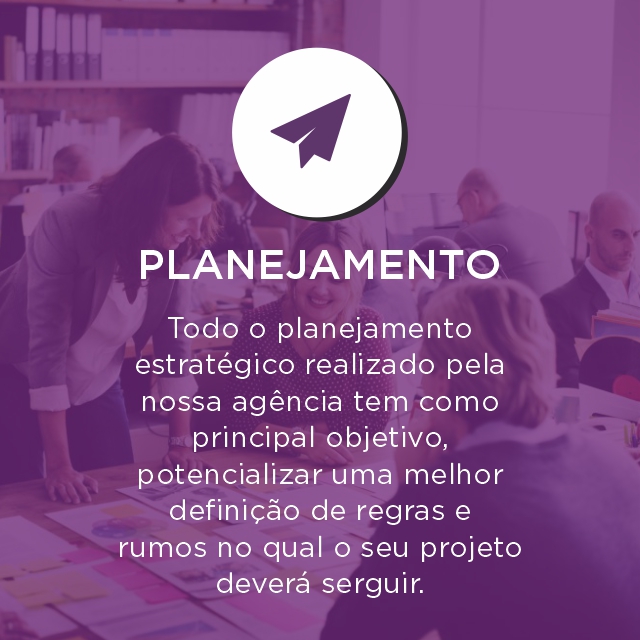 PLANEJAMENTO
Todo o planejamento
estratégico realizado pela
nossa agência tem como
principal objetivo,
potencializar uma melhor
definição de regras e
rumos no qual o seu projeto
deverá serguir.